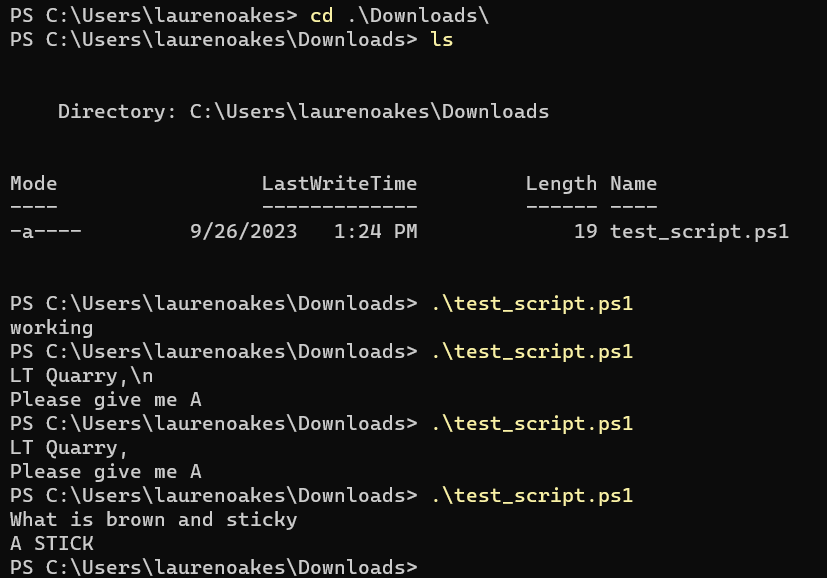 PS C:\Users\laurenoakes> cd .\Downloads\
PS C:\Users\laurenoakes\Downloads> ls
Directory: C:\Users\laurenoakes\Downloads
Mode                 LastWriteTime         Length Name
----                 -------------         ------ ----
-a----         9/26/2023   1:24 PM             19 test_script.ps1
PS C:\Users\laurenoakes\Downloads> .\test_script.ps1
working
PS C:\Users\laurenoakes\Downloads> .\test_script.ps1
LT Quarry,\n
Please give me A
PS C:\Users\laurenoakes\Downloads> .\test_script.ps1
LT Quarry,
Please give me A
PS C:\Users\laurenoakes\Downloads> .\test_script.ps1
What is brown and sticky
A STICK
PS C:\Users\laurenoakes\Downloads>